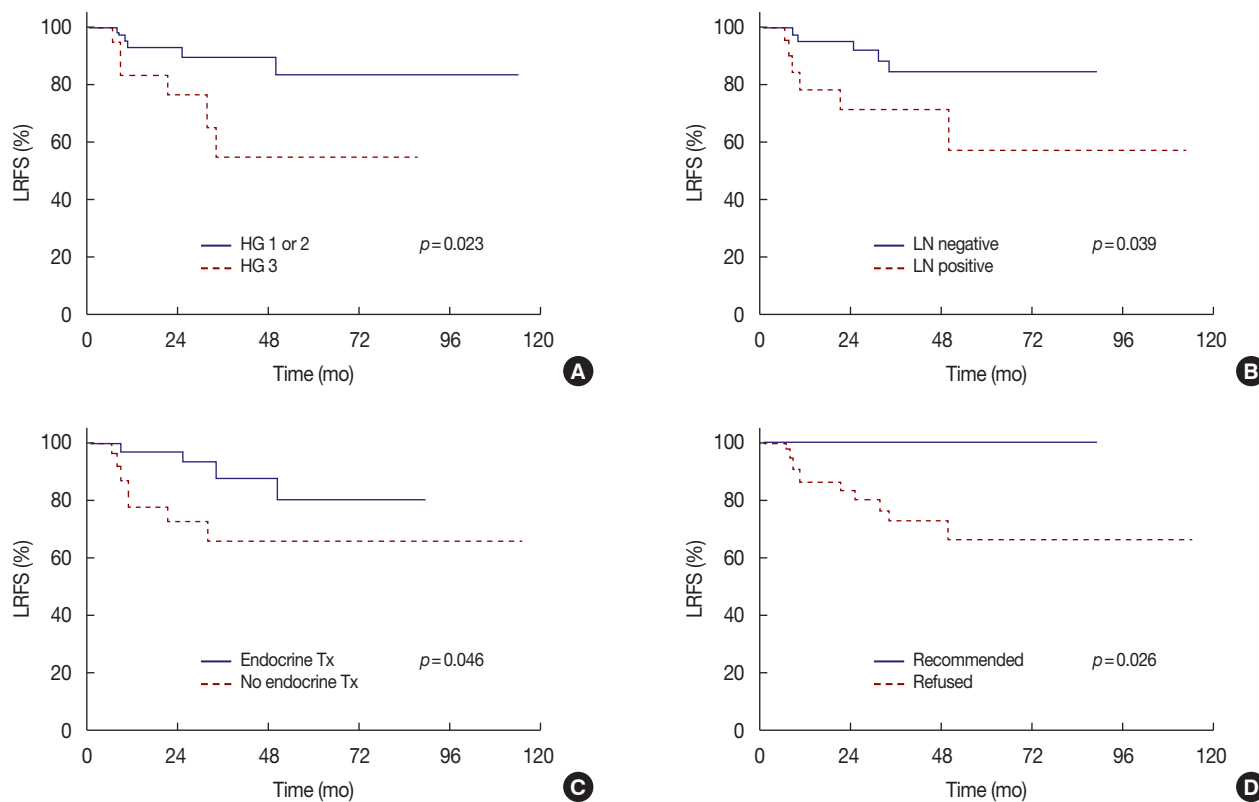 100
80
60
40
20
0
LRFS (%)
HG 1 or 2 p=0.023
HG 3
0 24 48 72 96 120
Time (mo)
A
100
80
60
40
20
0
LRFS (%)
LN negative p=0.039
LN positive
0 24 48 72 96 120
Time (mo)
B
100
80
60
40
20
0
LRFS (%)
Endocrine Tx p=0.046
No endocrine Tx
0 24 48 72 96 120
Time (mo)
C
100
80
60
40
20
0
LRFS (%)
Recommended p=0.026
Refused
0 24 48 72 96 120
Time (mo)
D